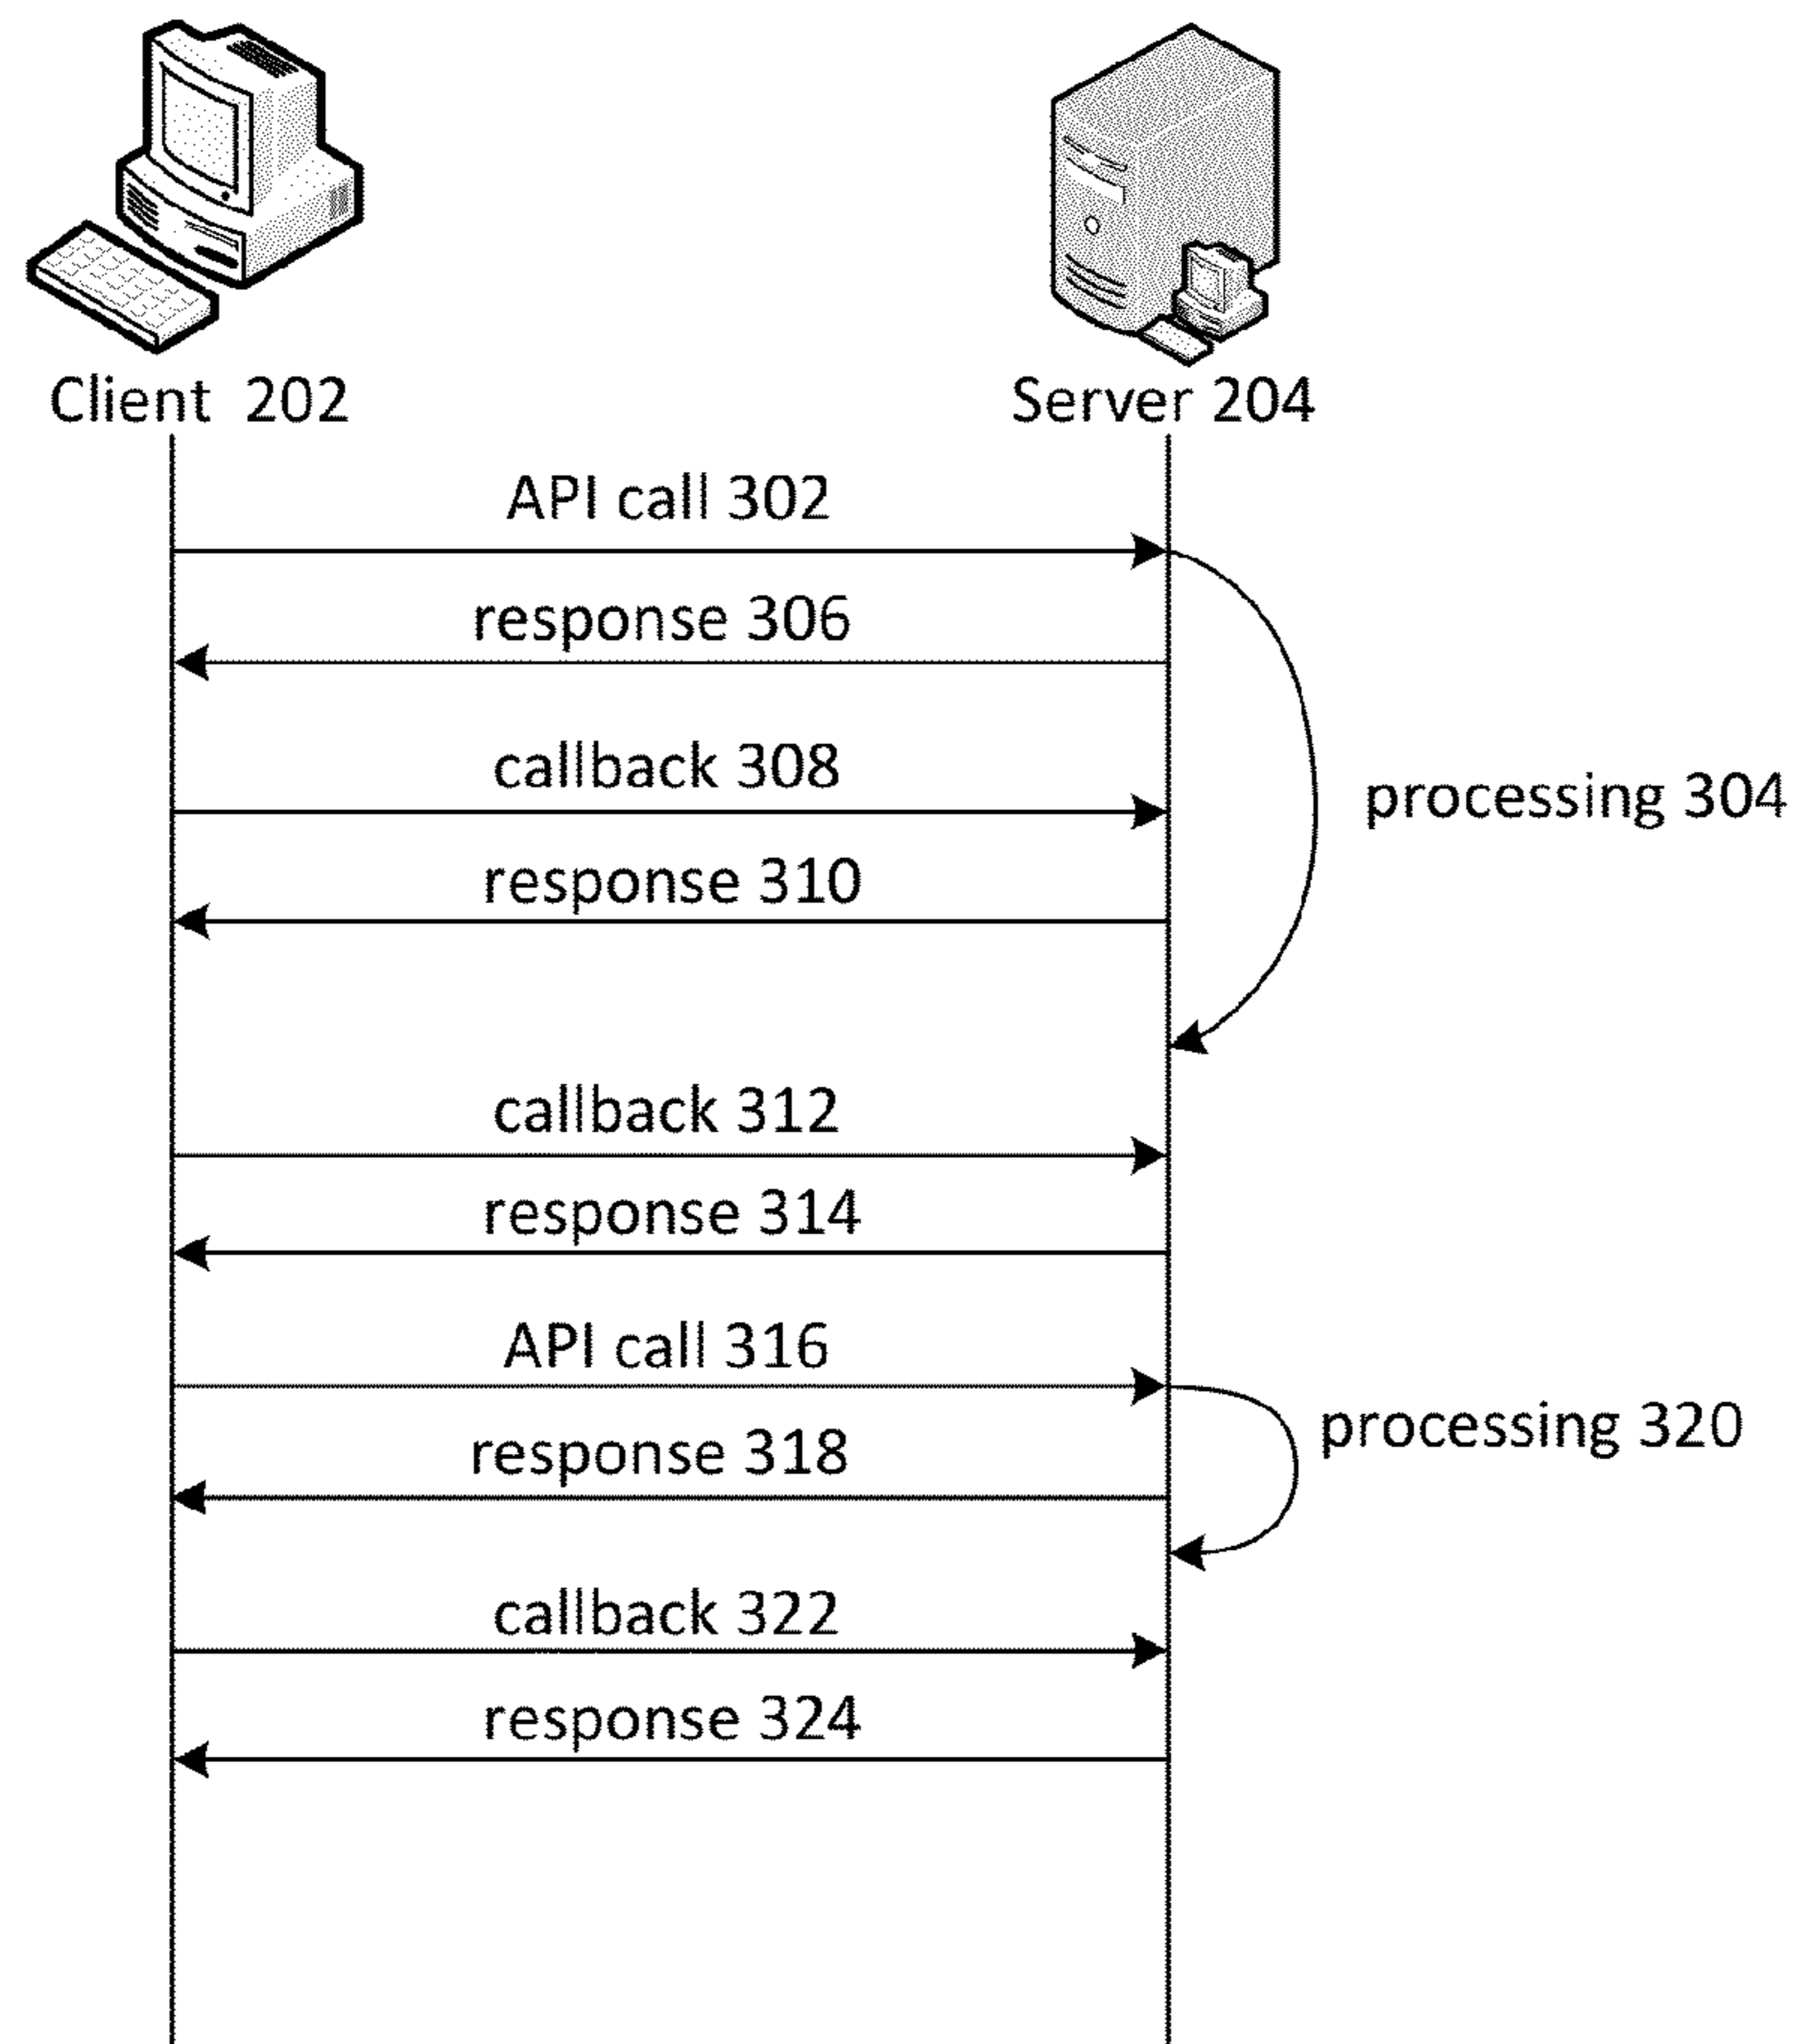 Client 202
Server 204
API call 302
response 306
callback 308
processing 304
response 310
callback 312
response 314
API call 316
processing 320
response 318
callback 322
response 324